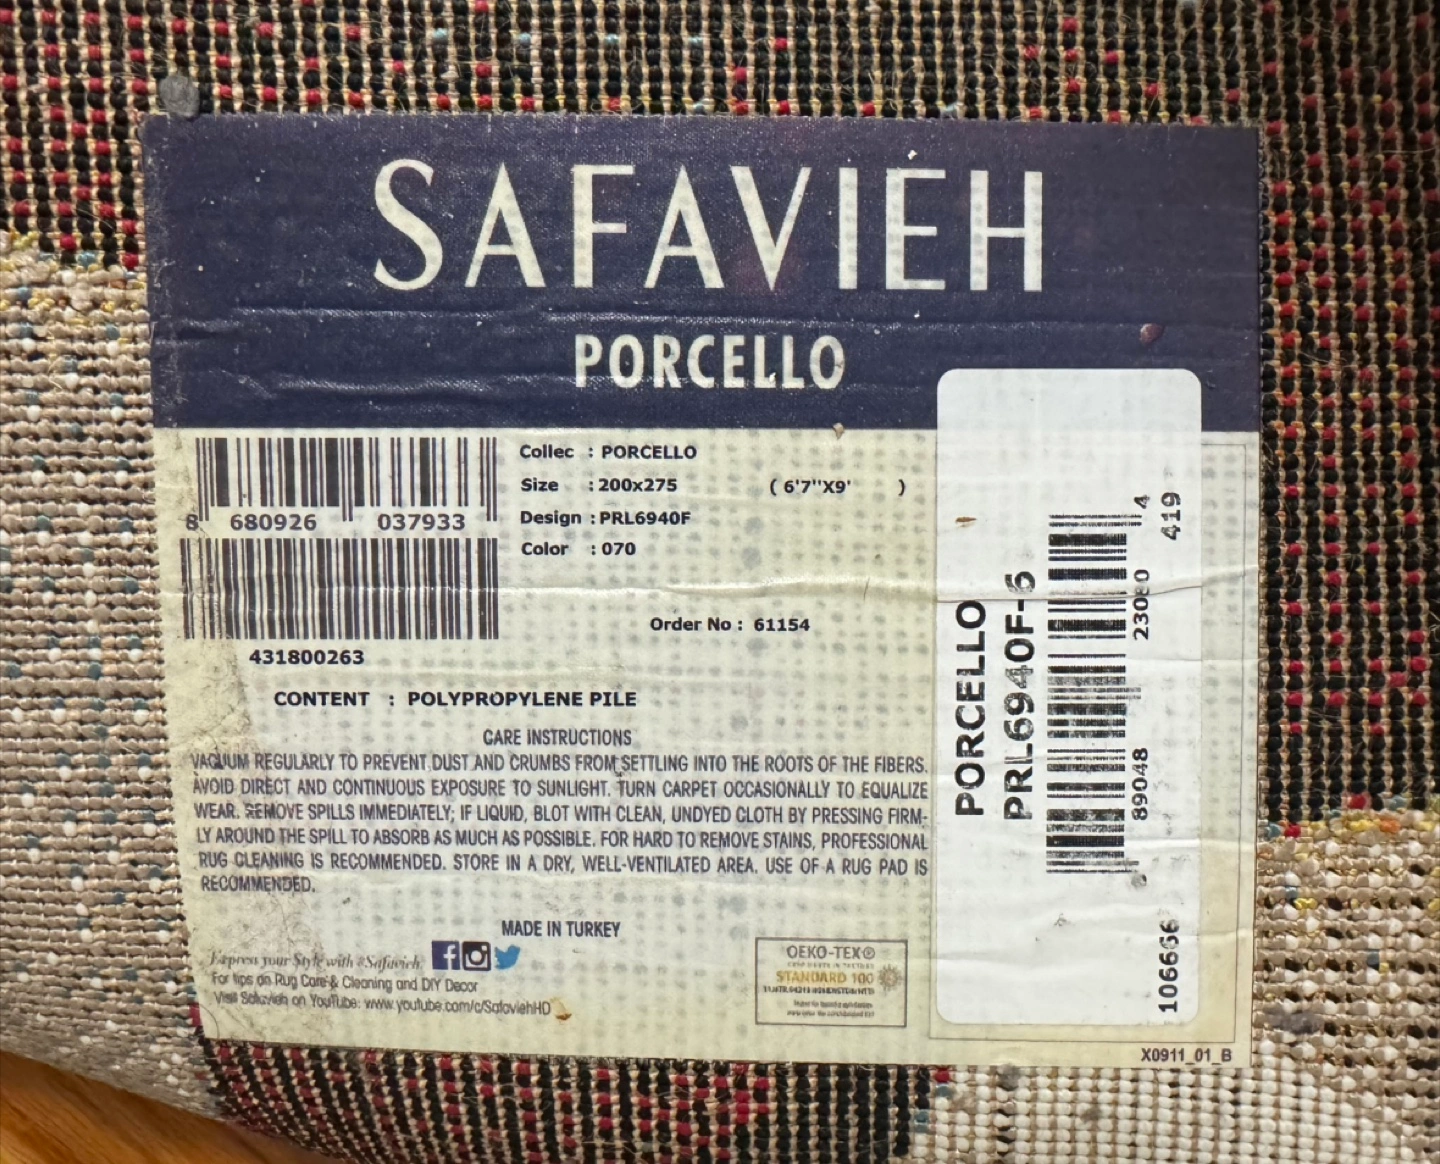 SAFAVIEH
PORCELLO
Collec : PORCELLO
Size : 200x275 ( 6'7''X9' )
Design : PRL6940F
Color : 070
8 680926 037933
Order No : 61154
431800263
CONTENT : POLYPROPYLENE PILE
CARE INSTRUCTIONS
VACUUM REGULARLY TO PREVENT DUST AND CRUMBS FROM SETTLING INTO THE ROOTS OF THE FIBERS.
AVOID DIRECT AND CONTINUOUS EXPOSURE TO SUNLIGHT. TURN CARPET OCCASIONALLY TO EQUALIZE
WEAR. REMOVE SPILLS IMMEDIATELY; IF LIQUID, BLOT WITH CLEAN, UNDYED CLOTH BY PRESSING FIRM-
LY AROUND THE SPILL TO ABSORB AS MUCH AS POSSIBLE. FOR HARD TO REMOVE STAINS, PROFESSIONAL
RUG CLEANING IS RECOMMENDED. STORE IN A DRY, WELL-VENTILATED AREA. USE OF A RUG PAD IS
RECOMMENDED.
MADE IN TURKEY
Express your Style with #Safavieh
For tips on Rug Care & Cleaning and DIY Decor
Visit Safavieh on YouTube: www.youtube.com/c/SafaviehHD
OEKO-TEX®
STANDARD 100
PORCELLO
PRL6940F-6
89048 23080 4
106666 419
X0911_01_B